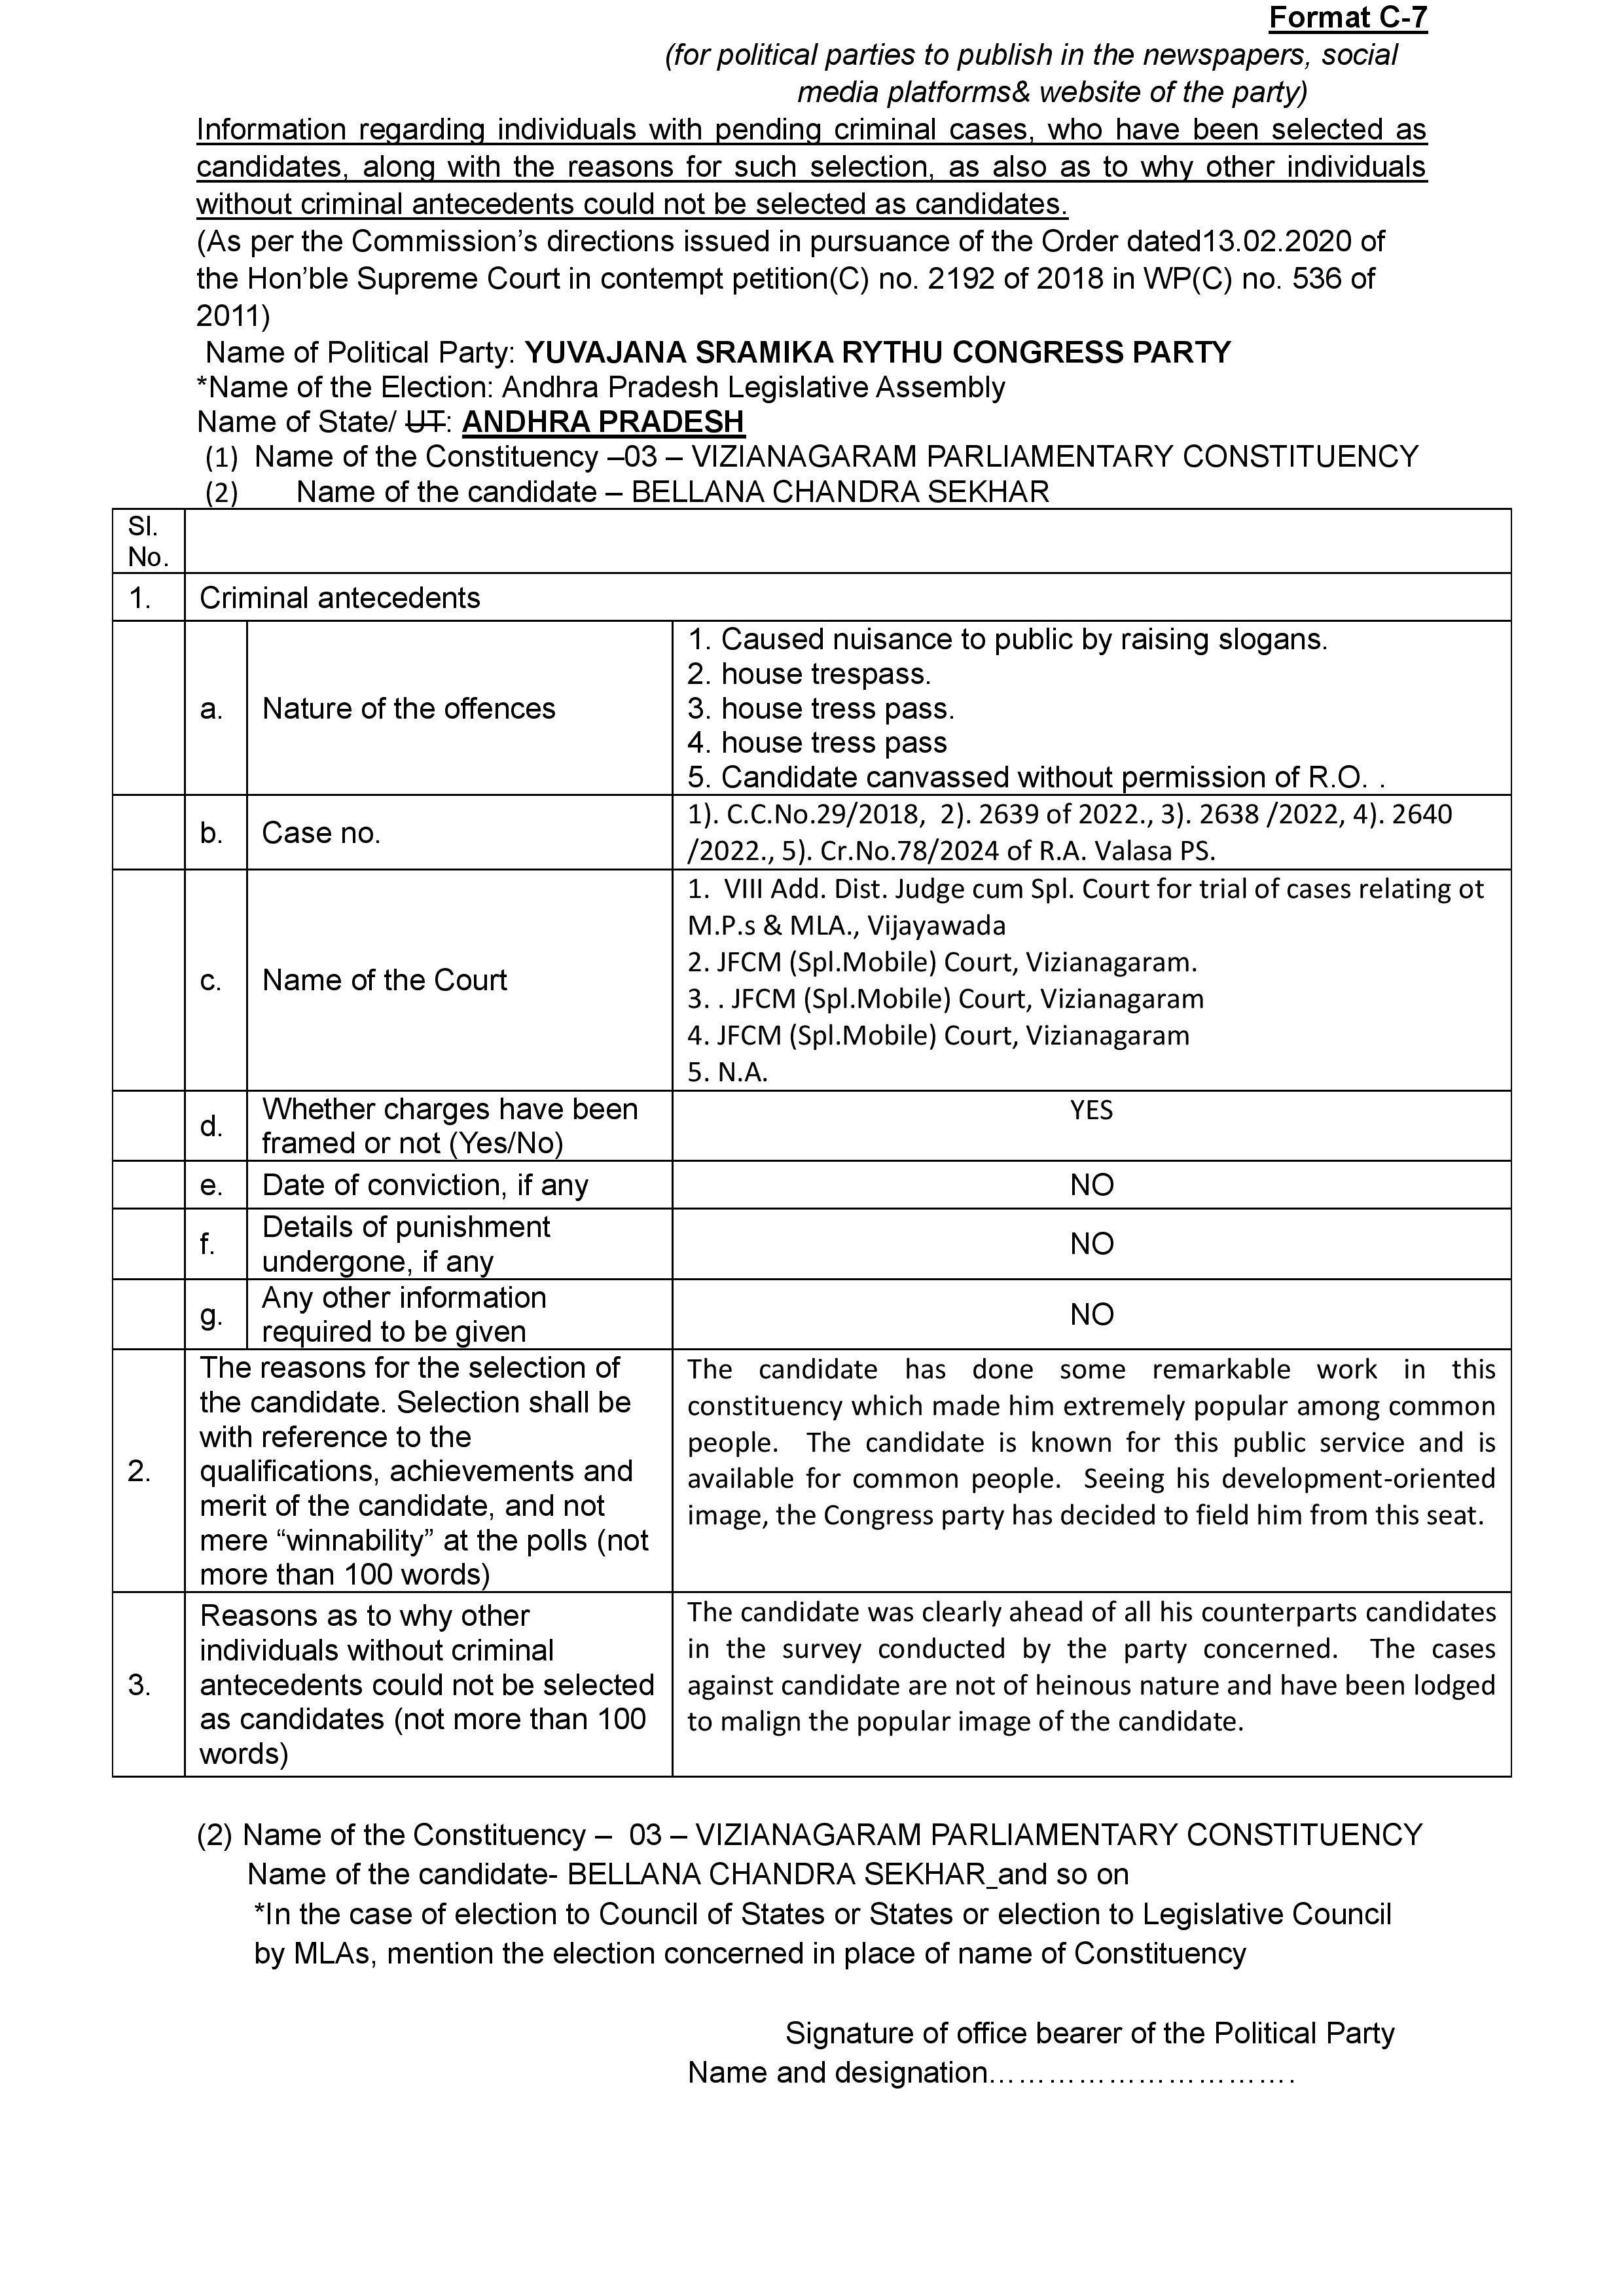 Format C-7
(for political parties to publish in the newspapers, social
media platforms& website of the party)
Information regarding individuals with pending criminal cases, who have been selected as
candidates, along with the reasons for such selection, as also as to why other individuals
without criminal antecedents could not be selected as candidates.
(As per the Commission’s directions issued in pursuance of the Order dated13.02.2020 of
the Hon’ble Supreme Court in contempt petition(C) no. 2192 of 2018 in WP(C) no. 536 of
2011)
Name of Political Party: YUVAJANA SRAMIKA RYTHU CONGRESS PARTY
*Name of the Election: Andhra Pradesh Legislative Assembly
Name of State/ UT: ANDHRA PRADESH
(1) Name of the Constituency –03 – VIZIANAGARAM PARLIAMENTARY CONSTITUENCY
(2) Name of the candidate – BELLANA CHANDRA SEKHAR
Sl.
No.
1. Criminal antecedents
a. Nature of the offences
1. Caused nuisance to public by raising slogans.
2. house trespass.
3. house tress pass.
4. house tress pass
5. Candidate canvassed without permission of R.O. .
b. Case no.
1). C.C.No.29/2018, 2). 2639 of 2022., 3). 2638 /2022, 4). 2640
/2022., 5). Cr.No.78/2024 of R.A. Valasa PS.
c. Name of the Court
1. VIII Add. Dist. Judge cum Spl. Court for trial of cases relating ot
M.P.s & MLA., Vijayawada
2. JFCM (Spl.Mobile) Court, Vizianagaram.
3. . JFCM (Spl.Mobile) Court, Vizianagaram
4. JFCM (Spl.Mobile) Court, Vizianagaram
5. N.A.
d. Whether charges have been
framed or not (Yes/No)
YES
e. Date of conviction, if any
NO
f. Details of punishment
undergone, if any
NO
g. Any other information
required to be given
NO
2. The reasons for the selection of
the candidate. Selection shall be
with reference to the
qualifications, achievements and
merit of the candidate, and not
mere “winnability” at the polls (not
more than 100 words)
The candidate has done some remarkable work in this
constituency which made him extremely popular among common
people. The candidate is known for this public service and is
available for common people. Seeing his development-oriented
image, the Congress party has decided to field him from this seat.
3. Reasons as to why other
individuals without criminal
antecedents could not be selected
as candidates (not more than 100
words)
The candidate was clearly ahead of all his counterparts candidates
in the survey conducted by the party concerned. The cases
against candidate are not of heinous nature and have been lodged
to malign the popular image of the candidate.
(2) Name of the Constituency – 03 – VIZIANAGARAM PARLIAMENTARY CONSTITUENCY
Name of the candidate- BELLANA CHANDRA SEKHAR_and so on
*In the case of election to Council of States or States or election to Legislative Council
by MLAs, mention the election concerned in place of name of Constituency
Signature of office bearer of the Political Party
Name and designation………………………….